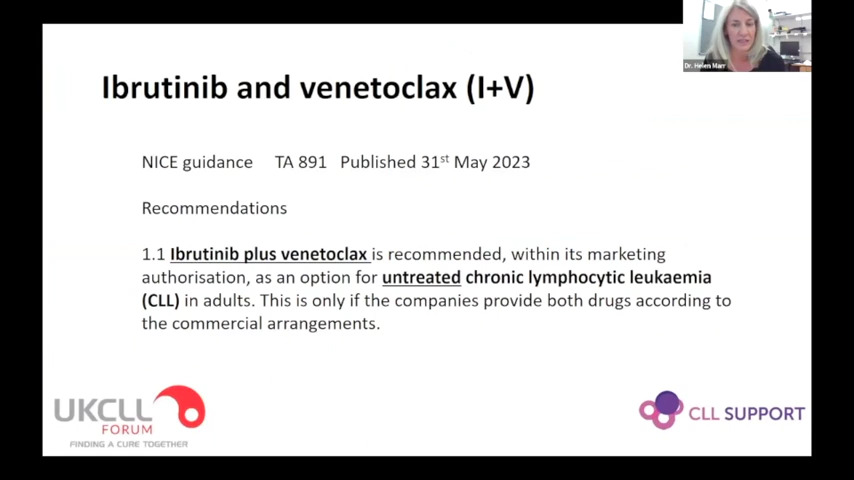 Dr. Helen Marr
Ibrutinib and venetoclax (I+V)
NICE guidance TA 891 Published 31st May 2023
Recommendations
1.1 Ibrutinib plus venetoclax is recommended, within its marketing
authorisation, as an option for untreated chronic lymphocytic leukaemia
(CLL) in adults. This is only if the companies provide both drugs according to
the commercial arrangements.
UKCLL
FORUM
FINDING A CURE TOGETHER
CLL SUPPORT